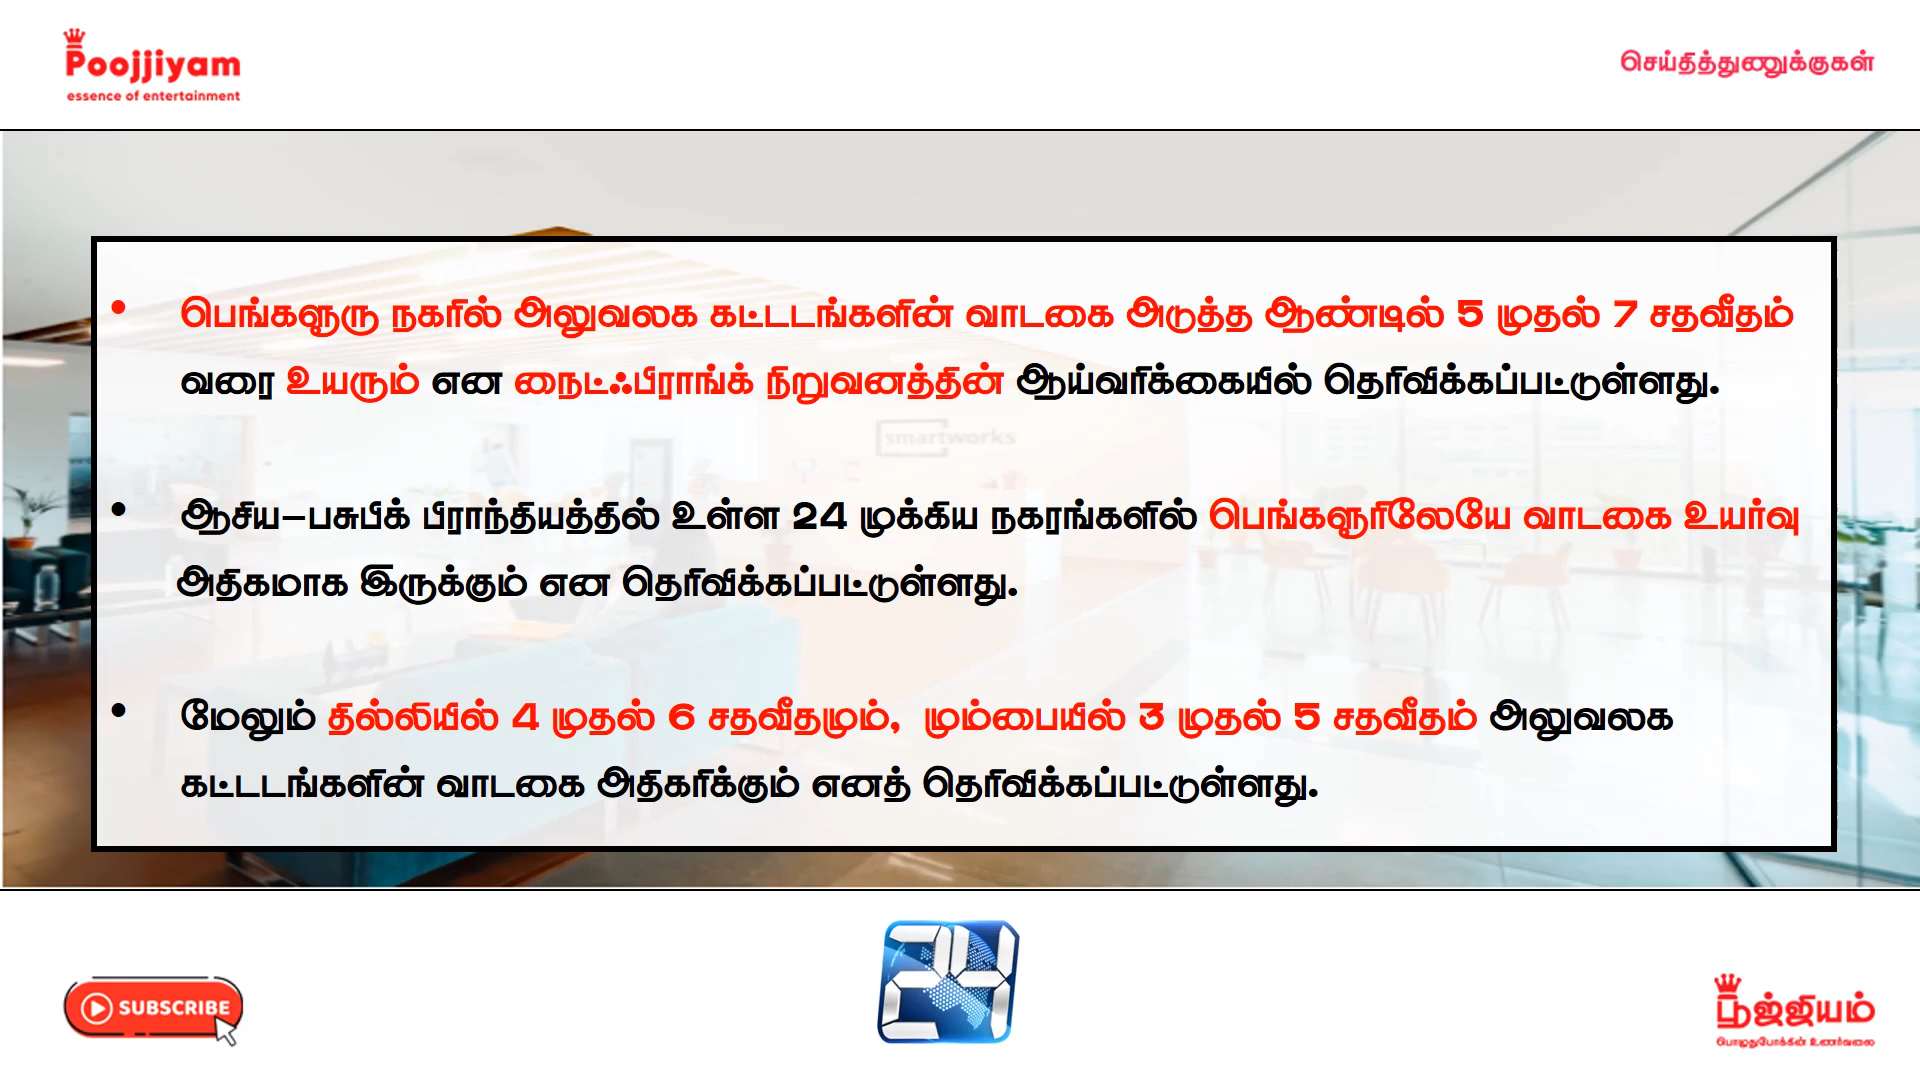 Poojjiyam
essence of entertainment
செய்தித்துணுக்குகள்
• பெங்களுரு நகரில் அலுவலக கட்டடங்களின் வாடகை அடுத்த ஆண்டில் 5 முதல் 7 சதவீதம்
வரை உயரும் என நைட்ஃபிராங்க் நிறுவனத்தின் ஆய்வரிக்கையில் தெரிவிக்கப்பட்டுள்ளது.
smartworks
• ஆசிய-பசுபிக் பிராந்தியத்தில் உள்ள 24 முக்கிய நகரங்களில் பெங்களுரிலேயே வாடகை உயர்வு
அதிகமாக இருக்கும் என தெரிவிக்கப்பட்டுள்ளது.
• மேலும் தில்லியில் 4 முதல் 6 சதவீதமும், மும்பையில் 3 முதல் 5 சதவீதம் அலுவலக
கட்டடங்களின் வாடகை அதிகரிக்கும் எனத் தெரிவிக்கப்பட்டுள்ளது.
SUBSCRIBE
24
பூஜ்ஜியம்
பொழுதுபோக்கின் உணர்வலை